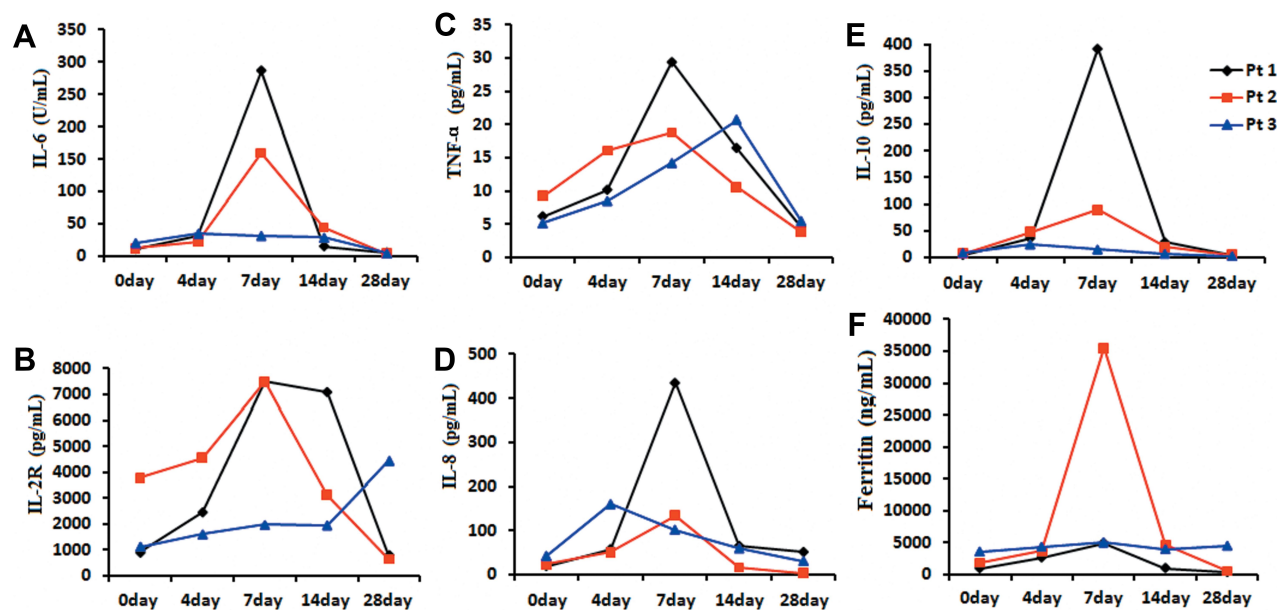 A
IL-6 (U/mL)
350
300
250
200
150
100
50
0
0day 4day 7day 14day 28day
C
TNF-α (pg/mL)
35
30
25
20
15
10
5
0
0day 4day 7day 14day 28day
E
IL-10 (pg/mL)
400
350
300
250
200
150
100
50
0
0day 4day 7day 14day 28day
Pt 1
Pt 2
Pt 3
B
IL-2R (pg/mL)
8000
7000
6000
5000
4000
3000
2000
1000
0
0day 4day 7day 14day 28day
D
IL-8 (pg/mL)
500
400
300
200
100
0
0day 4day 7day 14day 28day
F
Ferritin (ng/mL)
40000
35000
30000
25000
20000
15000
10000
5000
0
0day 4day 7day 14day 28day